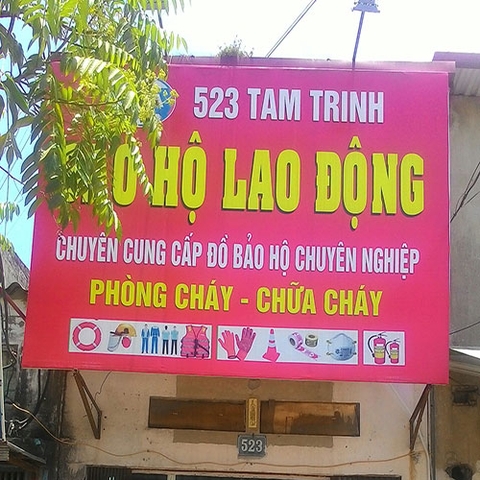 523 TAM TRINH
O HỘ LAO ĐỘNG
CHUYÊN CUNG CẤP ĐỒ BẢO HỘ CHUYÊN NGHIỆP
PHÒNG CHÁY - CHỮA CHÁY
523